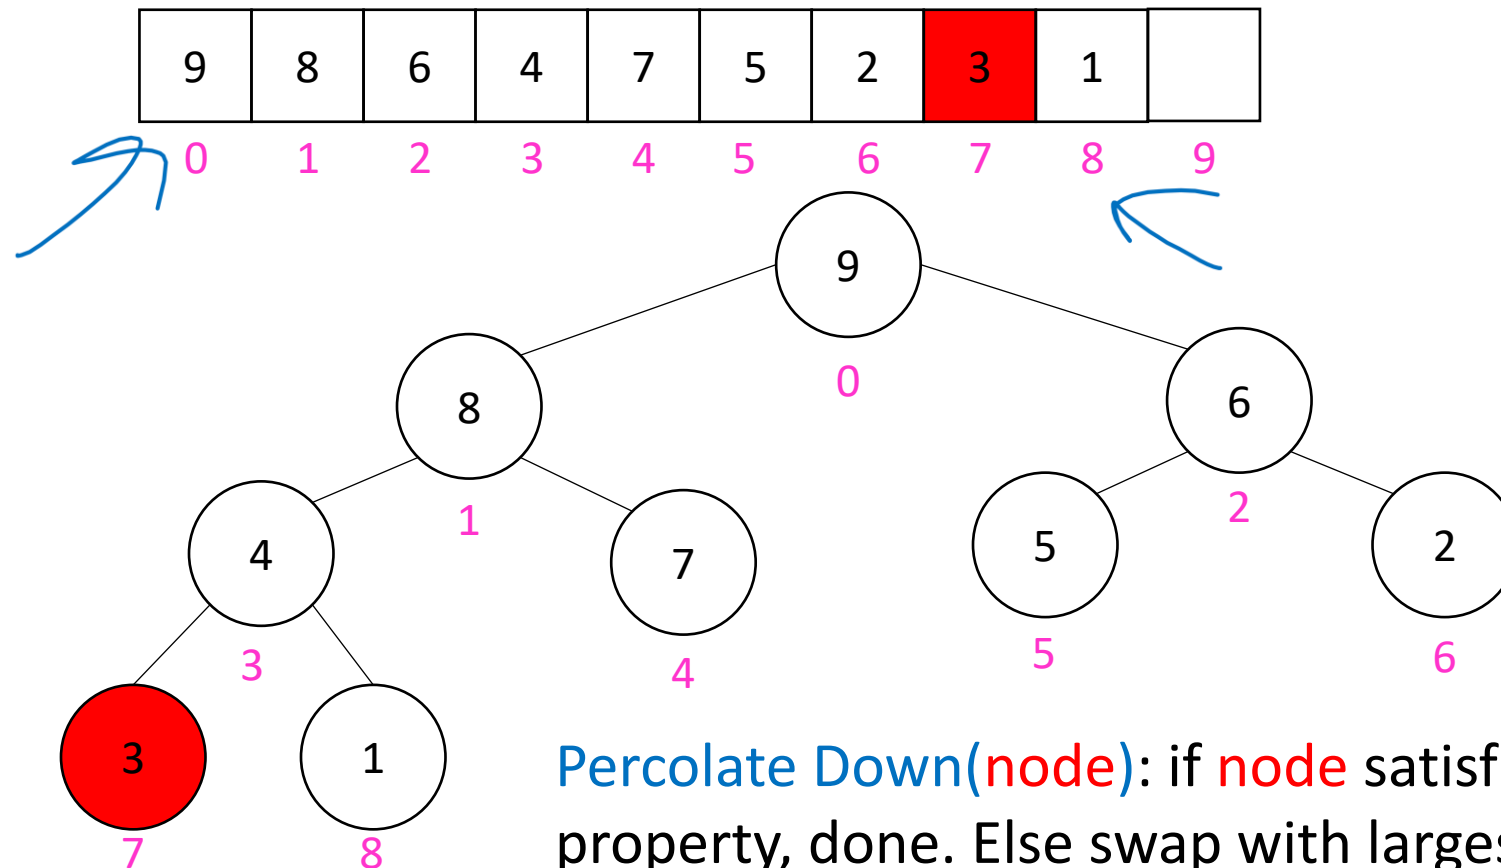 9 8 6 4 7 5 2 3 1
0 1 2 3 4 5 6 7 8 9
9
0
8 6
1 2
4 7 5 2
3 4 5 6
3 1
7 8
Percolate Down(node): if node satisf
property, done. Else swap with larges